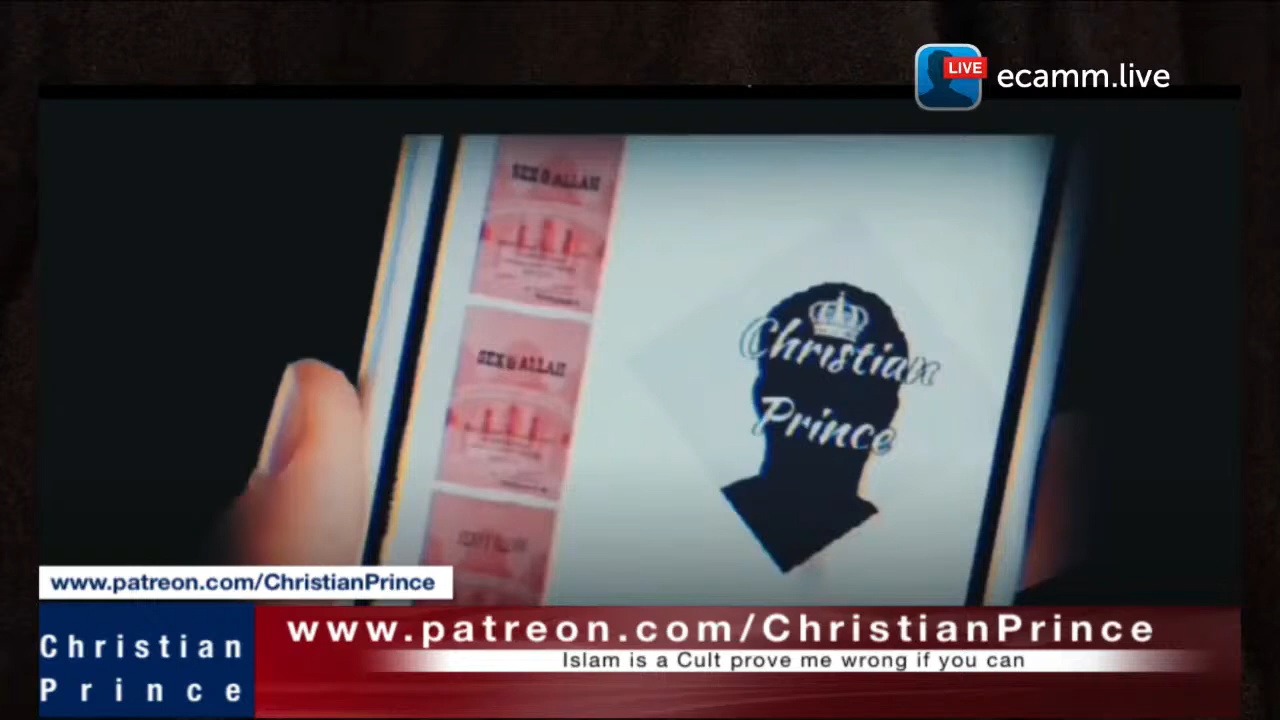 LIVE
ecamm.live
SEX & ALLAH
SEX & ALLAH
Christian
Prince
www.patreon.com/ChristianPrince
www.patreon.com/ChristianPrince
Islam is a Cult prove me wrong if you can
Christian
Prince